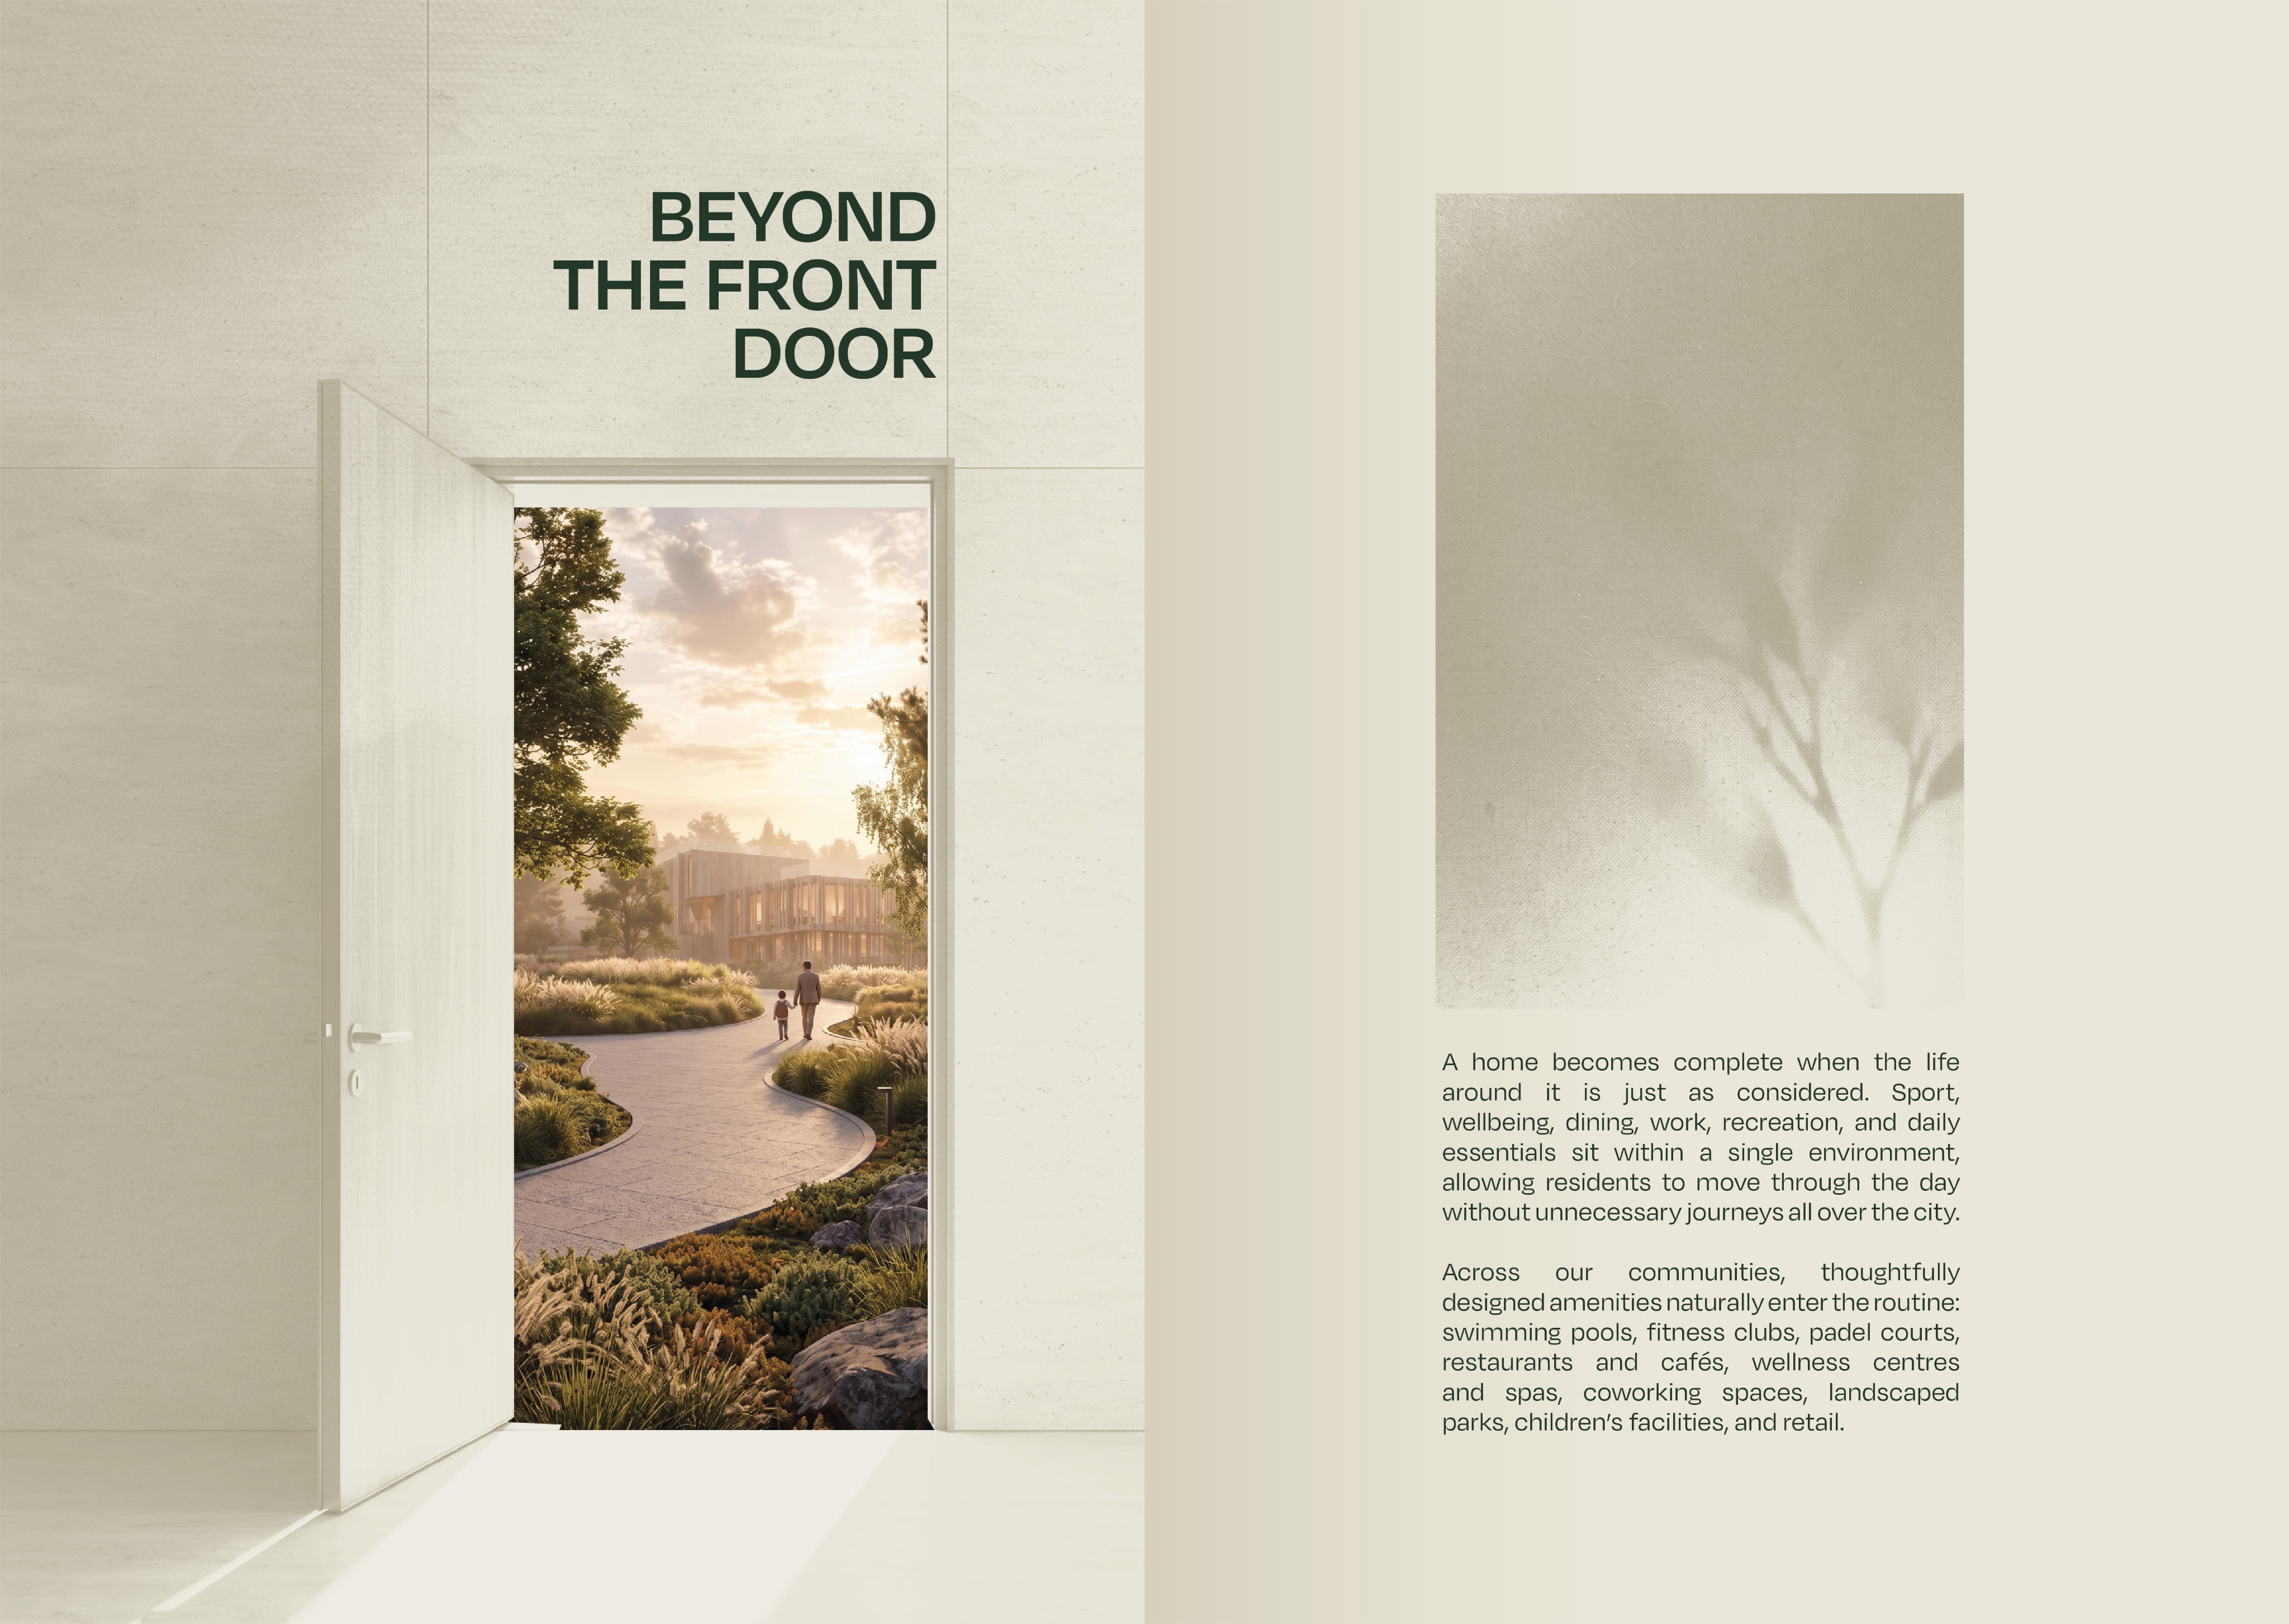 BEYOND
THE FRONT
DOOR
A home becomes complete when the life
around it is just as considered. Sport,
wellbeing, dining, work, recreation, and daily
essentials sit within a single environment,
allowing residents to move through the day
without unnecessary journeys all over the city.
Across our communities, thoughtfully
designed amenities naturally enter the routine:
swimming pools, fitness clubs, padel courts,
restaurants and cafés, wellness centres
and spas, coworking spaces, landscaped
parks, children’s facilities, and retail.